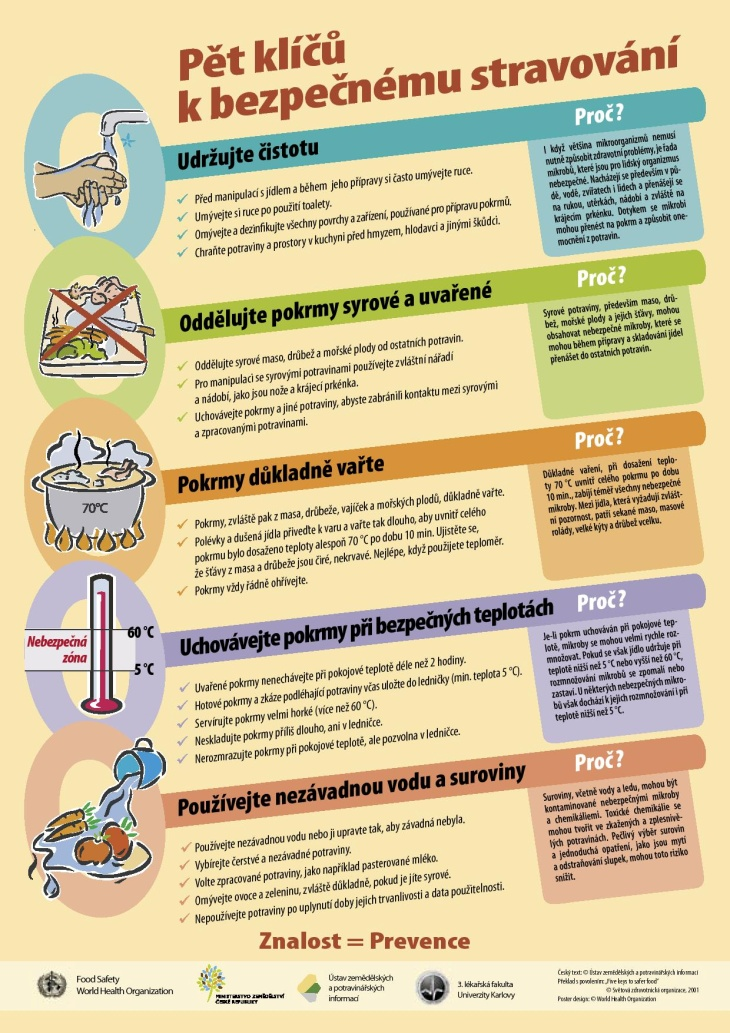 Pět klíčů
k bezpečnému stravování
Udržujte čistotu
Před manipulací s jídlem a během jeho přípravy si často umývejte ruce.
Umývejte si ruce po použití toalety.
Omývejte a dezinfikujte všechny povrchy a zařízení, používané pro přípravu pokrmů.
Chraňte potraviny a prostory v kuchyni před hmyzem, hlodavci a jinými škůdci.
Proč?
I když většina mikroorganizmů nemusí
nutně způsobit zdravotní problémy, je řada
mikrobů, které jsou pro lidský organizmus
nebezpečné. Nacházejí se především v pů-
dě, vodě, zvířatech i lidech a přenášejí se
na rukou, utěrkách, nádobí a zvláště na
krájecím prkénku. Dotykem se mikrobi
mohou přenést na pokrm a způsobit one-
mocnění z potravin.
Oddělujte pokrmy syrové a uvařené
Oddělujte syrové maso, drůbež a mořské plody od ostatních potravin.
Pro manipulaci se syrovými potravinami používejte zvláštní nářadí
a nádobí, jako jsou nože a krájecí prkénka.
Uchovávejte pokrmy a jiné potraviny, abyste zabránili kontaktu mezi syrovými
a zpracovanými potravinami.
Proč?
Syrové potraviny, především maso, drů-
bež, mořské plody a jejich šťávy, mohou
obsahovat nebezpečné mikroby, které se
mohou během přípravy a skladování jídel
přenášet do ostatních potravin.
70°C
Pokrmy důkladně vařte
Pokrmy, zvláště pak z masa, drůbeže, vajíček a mořských plodů, důkladně vařte.
Polévky a dušená jídla přiveďte k varu a vařte tak dlouho, aby uvnitř celého
pokrmu bylo dosaženo teploty alespoň 70 °C po dobu 10 min. Ujistěte se,
že šťávy z masa a drůbeže jsou čiré, nekrvavé. Nejlépe, když použijete teploměr.
Pokrmy vždy řádně ohřívejte.
Proč?
Důkladné vaření, při dosažení teplo-
ty 70 °C uvnitř celého pokrmu po dobu
10 min., zabíjí téměř všechny nebezpečné
mikroby. Mezi jídla, která vyžadují zvlášt-
ní pozornost, patří sekané maso, masové
rolády, velké kýty a drůbež vcelku.
60 °C
Nebezpečná
zóna
5 °C
Uchovávejte pokrmy při bezpečných teplotách
Uvařené pokrmy nenechávejte při pokojové teplotě déle než 2 hodiny.
Hotové pokrmy a zkáze podléhající potraviny včas uložte do ledničky (min. teplota 5 °C).
Servírujte pokrmy velmi horké (více než 60 °C).
Neskladujte pokrmy příliš dlouho, ani v ledničce.
Nerozmrazujte pokrmy při pokojové teplotě, ale pozvolna v ledničce.
Proč?
Je-li pokrm uchováván při pokojové tep-
lotě, mikroby se mohou velmi rychle roz-
množovat. Pokud se však jídlo udržuje při
teplotě nižší než 5 °C nebo vyšší než 60 °C,
rozmnožování mikrobů se zpomalí nebo
zastaví. U některých nebezpečných mikro-
bů však dochází k jejich rozmnožování i při
teplotě nižší než 5 °C.
Používejte nezávadnou vodu a suroviny
Používejte nezávadnou vodu nebo ji upravte tak, aby závadná nebyla.
Vybírejte čerstvé a nezávadné potraviny.
Volte zpracované potraviny, jako například pasterované mléko.
Omývejte ovoce a zeleninu, zvláště důkladně, pokud je jíte syrové.
Nepoužívejte potraviny po uplynutí doby jejich trvanlivosti a data použitelnosti.
Proč?
Suroviny, včetně vody a ledu, mohou být
kontaminované nebezpečnými mikroby
a chemikáliemi. Toxické chemikálie se
mohou tvořit ve zkažených a zplesnivě-
lých potravinách. Pečlivý výběr surovin
a jednoduchá opatření, jako jsou mytí
a odstraňování slupek, mohou toto riziko
snížit.
Znalost = Prevence
Food Safety
World Health Organization
MINISTERSTVO ZEMĚDĚLSTVÍ
ČESKÉ REPUBLIKY
Ústav zemědělských
a potravinářských
informací
3. lékařská fakulta
Univerzity Karlovy
Český text: © Ústav zemědělských a potravinářských informací
Překlad s povolením: „Five keys to safer food"
© Světová zdravotnická organizace, 2001
Poster design: © World Health Organization